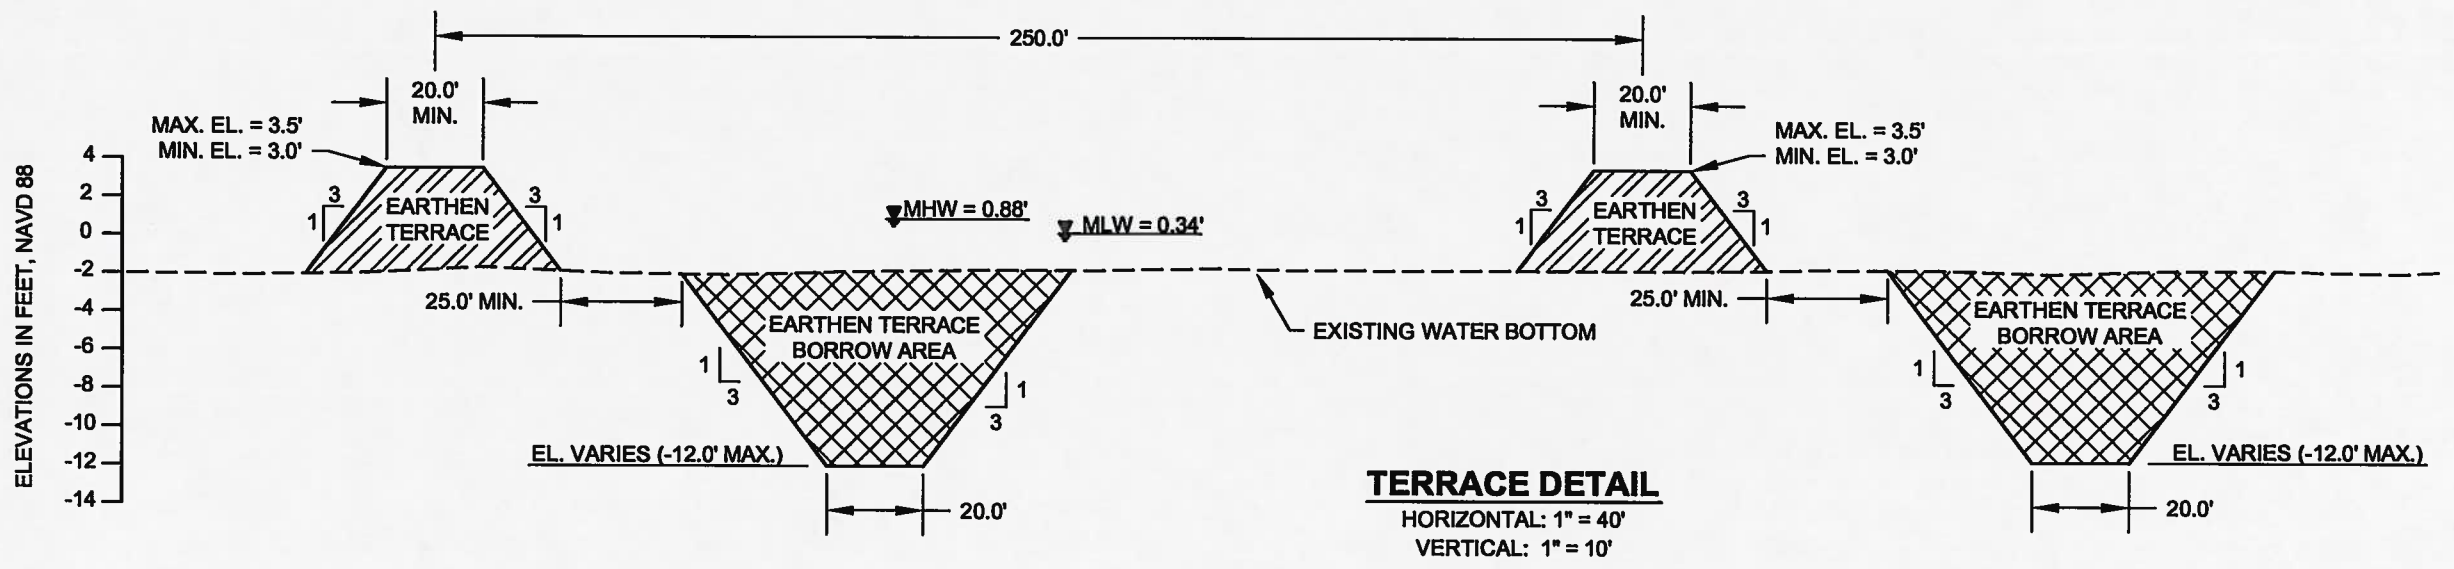 250.0'
20.0'
MIN.
20.0'
MIN.
MAX. EL. = 3.5'
MIN. EL. = 3.0'
MAX. EL. = 3.5'
MIN. EL. = 3.0'
ELEVATIONS IN FEET, NAVD 88
4
2
0
-2
-4
-6
-8
-10
-12
-14
3
1
3
1
EARTHEN
TERRACE
MHW = 0.88'
MLW = 0.34'
3
1
3
1
EARTHEN
TERRACE
25.0' MIN.
25.0' MIN.
EARTHEN TERRACE
BORROW AREA
1
3
1
3
EXISTING WATER BOTTOM
EARTHEN TERRACE
BORROW AREA
1
3
1
3
EL. VARIES (-12.0' MAX.)
EL. VARIES (-12.0' MAX.)
20.0'
20.0'
TERRACE DETAIL
HORIZONTAL: 1" = 40'
VERTICAL: 1" = 10'